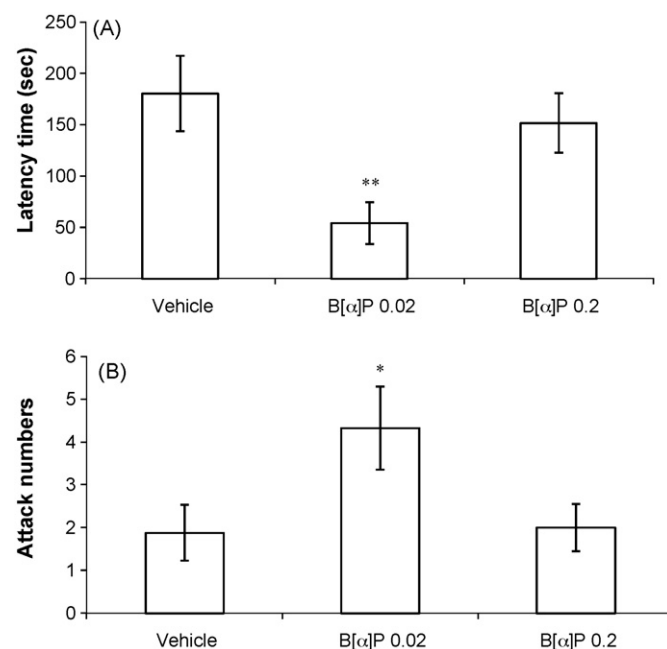 (A)
Latency time (sec)
250
200
150
100
50
0
**
Vehicle
B[α]P 0.02
B[α]P 0.2
(B)
Attack numbers
6
5
4
3
2
1
0
*
Vehicle
B[α]P 0.02
B[α]P 0.2